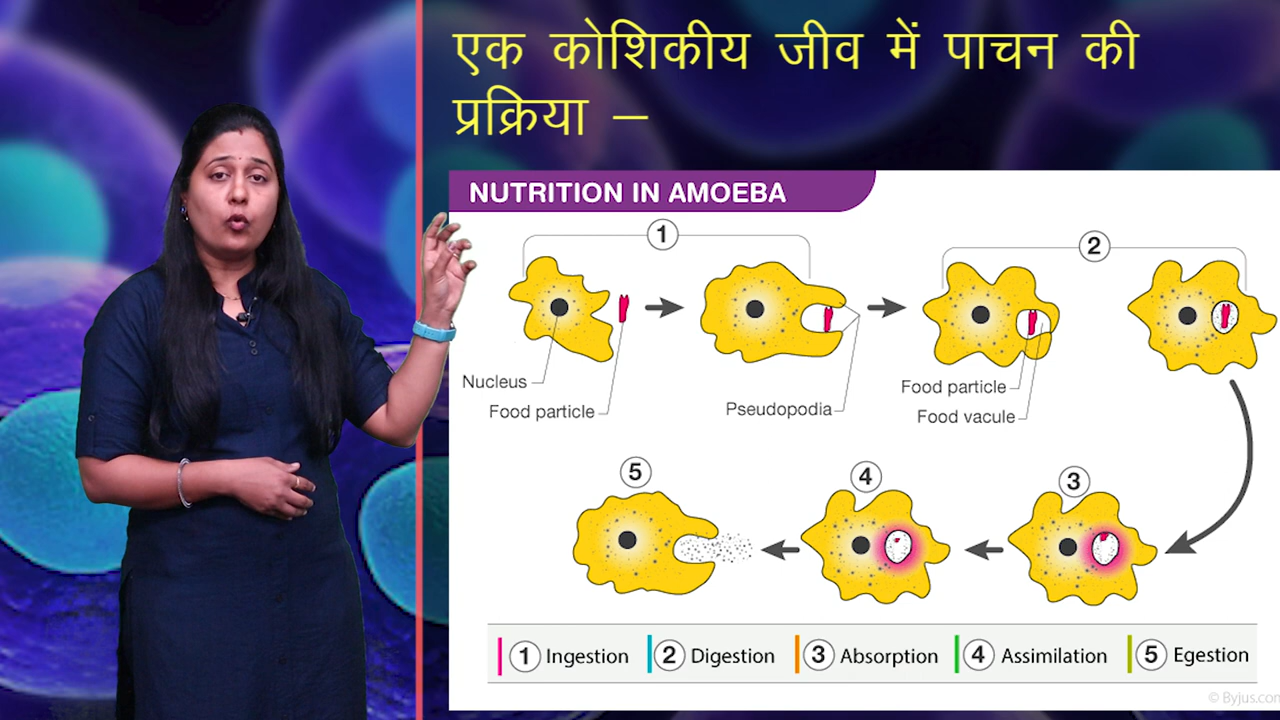 एक कोशिकीय जीव में पाचन की
प्रक्रिया –
NUTRITION IN AMOEBA
1
2
Nucleus
Food particle
Pseudopodia
Food particle
Food vacule
5
4
3
1 Ingestion 2 Digestion 3 Absorption 4 Assimilation 5 Egestion
© Byjus.com